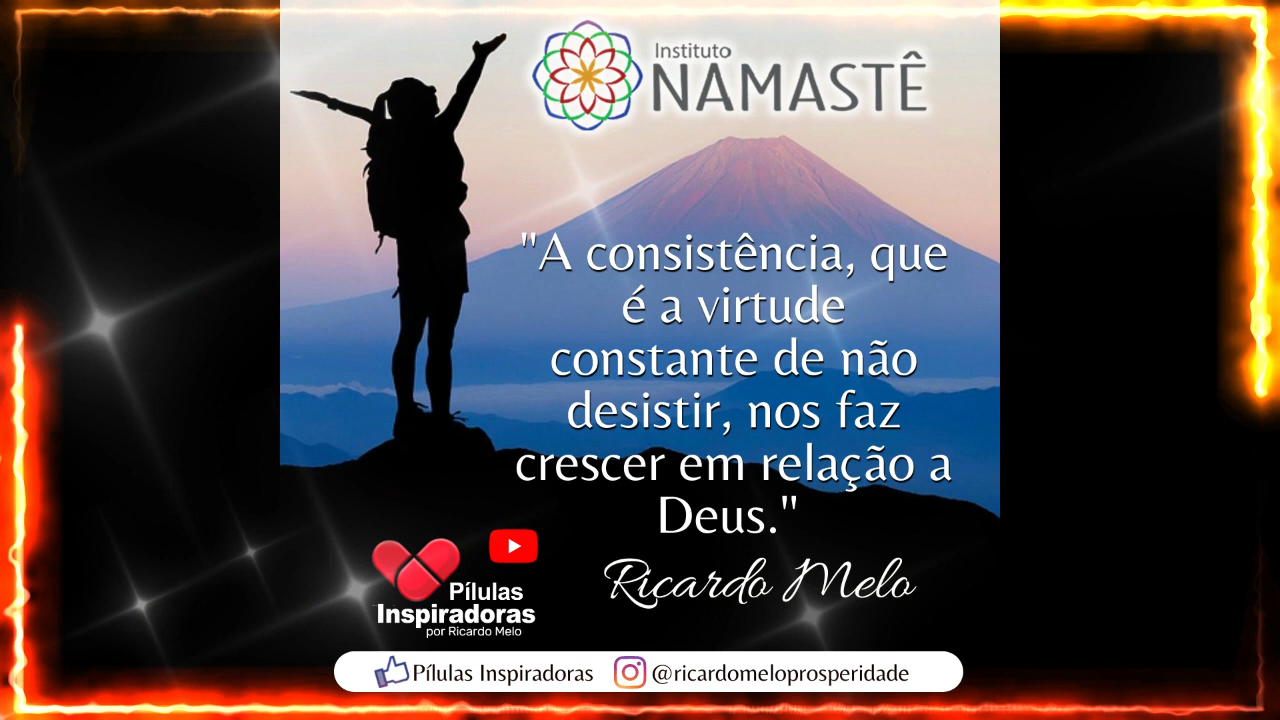 Instituto
NAMASTÊ
"A consistência, que
é a virtude
constante de não
desistir, nos faz
crescer em relação a
Deus."
Ricardo Melo
Pílulas
Inspiradoras
por Ricardo Melo
Pílulas Inspiradoras @ricardomeloprosperidade